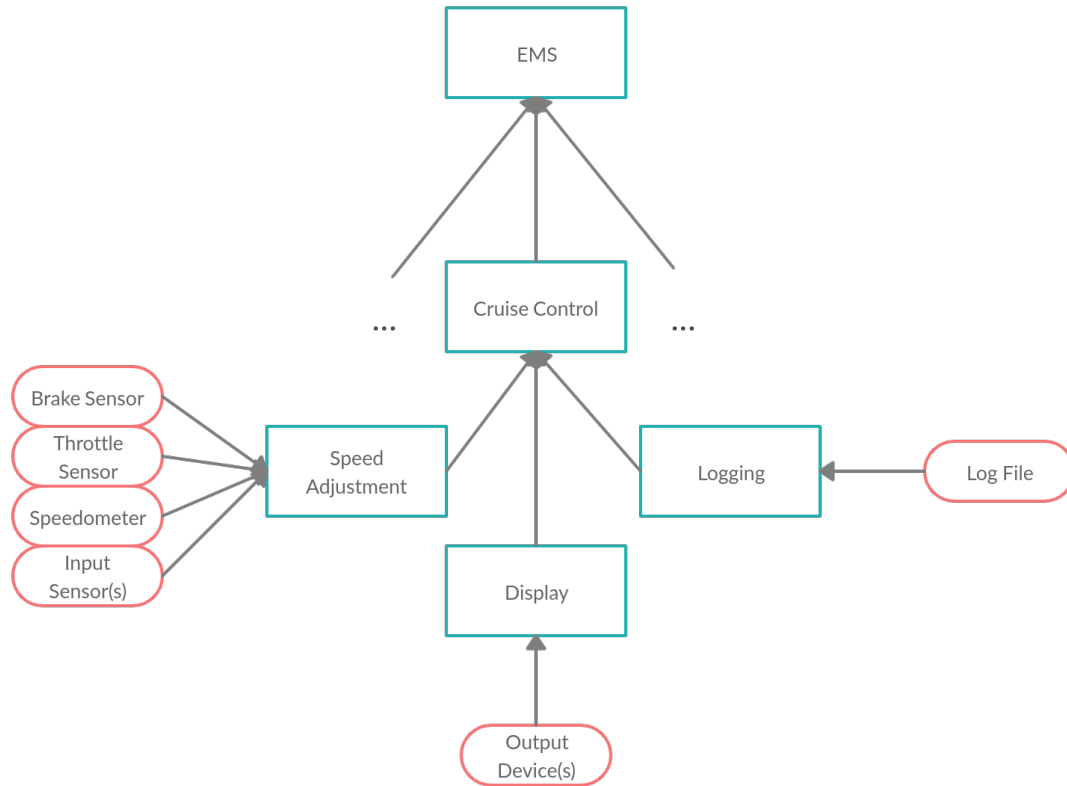 EMS
Cruise Control
...
...
Brake Sensor
Throttle
Sensor
Speedometer
Input
Sensor(s)
Speed
Adjustment
Logging
Log File
Display
Output
Device(s)